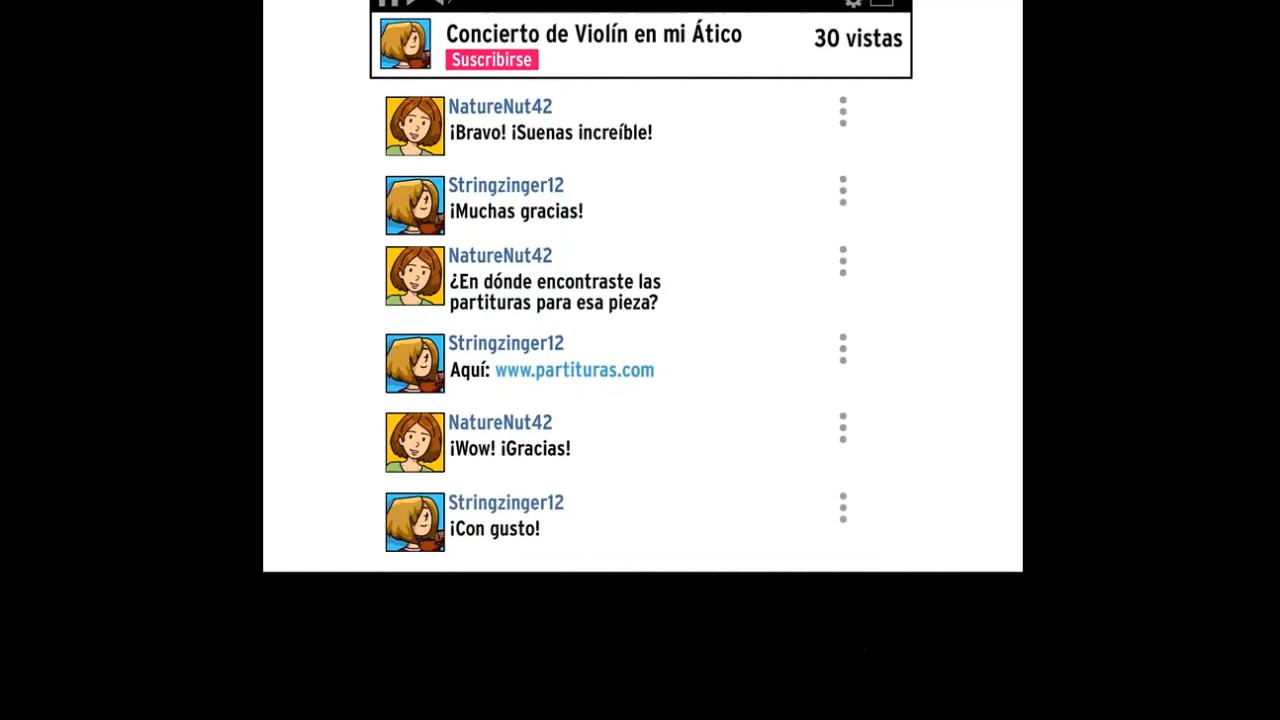 Concierto de Violín en mi Ático
30 vistas
Suscribirse
NatureNut42
¡Bravo! ¡Suenas increíble!
Stringzinger12
¡Muchas gracias!
NatureNut42
¿En dónde encontraste las
partituras para esa pieza?
Stringzinger12
Aquí: www.partituras.com
NatureNut42
¡Wow! ¡Gracias!
Stringzinger12
¡Con gusto!